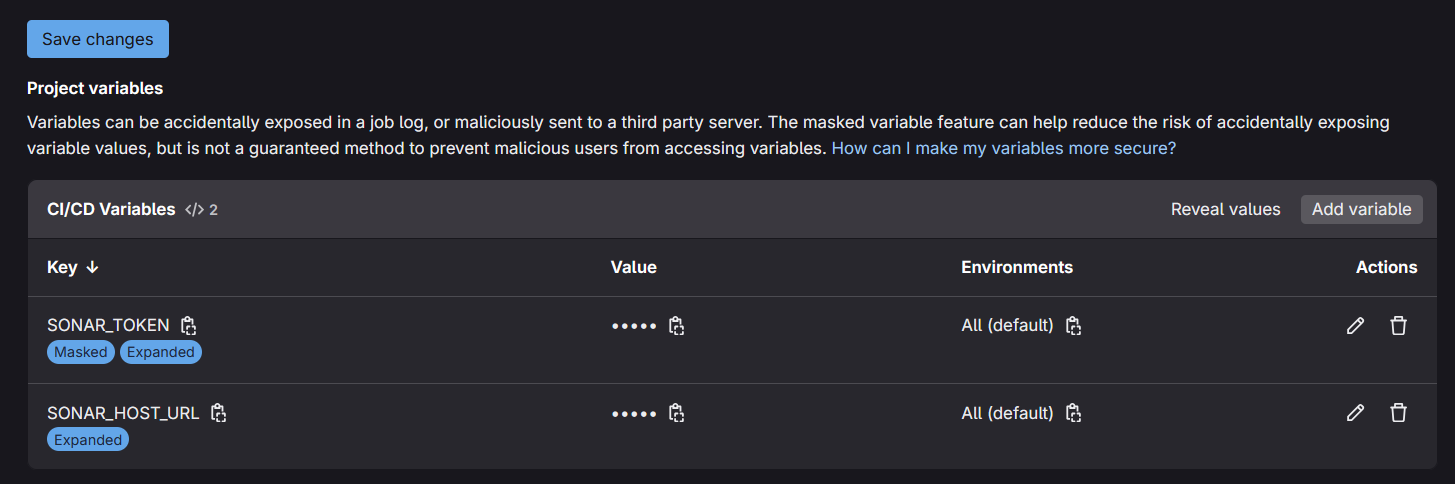 Save changes
Project variables
Variables can be accidentally exposed in a job log, or maliciously sent to a third party server. The masked variable feature can help reduce the risk of accidentally exposing
variable values, but is not a guaranteed method to prevent malicious users from accessing variables. How can I make my variables more secure?
CI/CD Variables </> 2 Reveal values Add variable
Key ↓ Value Environments Actions
SONAR_TOKEN ••••• All (default)
Masked Expanded
SONAR_HOST_URL ••••• All (default)
Expanded